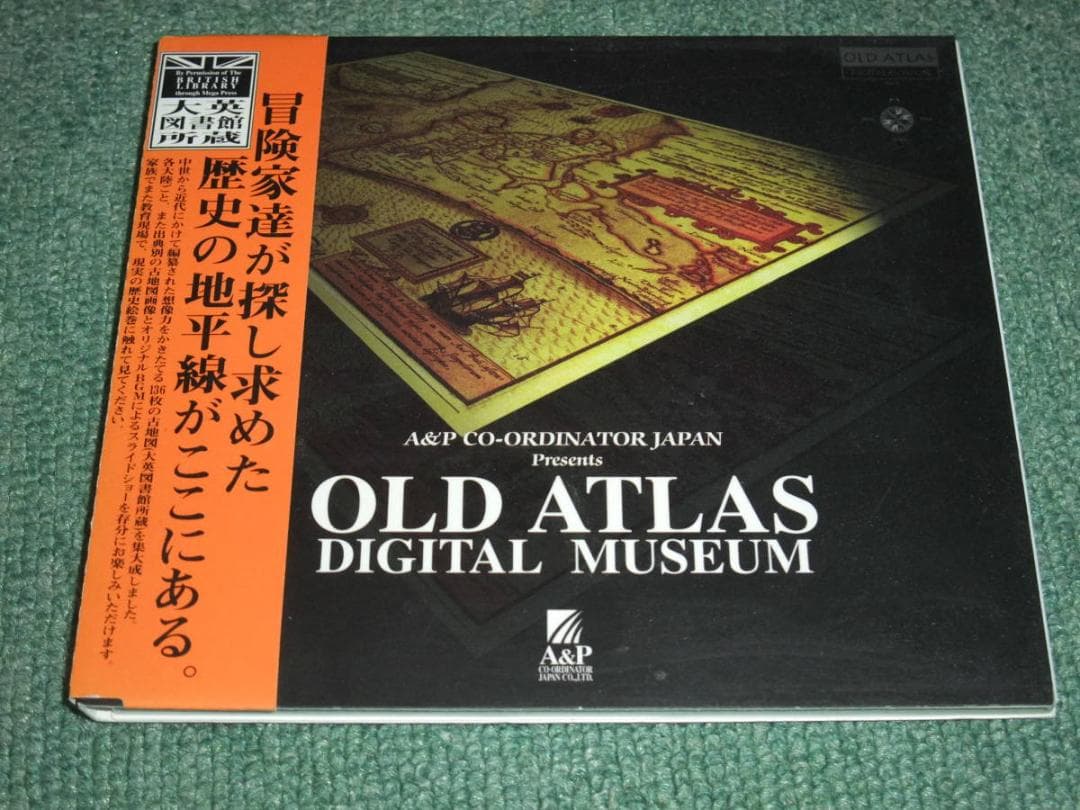 By Permission of The
BRITISH
LIBRARY
through Mega Press
大英
図書館
所蔵
冒険家達が探し求めた
歴史の地平線がここにある。
中世から近代にかけて編纂された想像力をかきたてる136枚の古地図(大英図書館所蔵)を集大成しました。
各大陸ごと、また出典別の古地図画像とオリジナルBGMによるスライドショーを存分にお楽しみいただけます。
家族でまた教育現場で、現実の歴史絵巻に触れて見てください。
OLD ATLAS
A&P CO-ORDINATOR JAPAN
Presents
OLD ATLAS
DIGITAL MUSEUM
A&P
CO-ORDINATOR
JAPAN CO.,LTD.